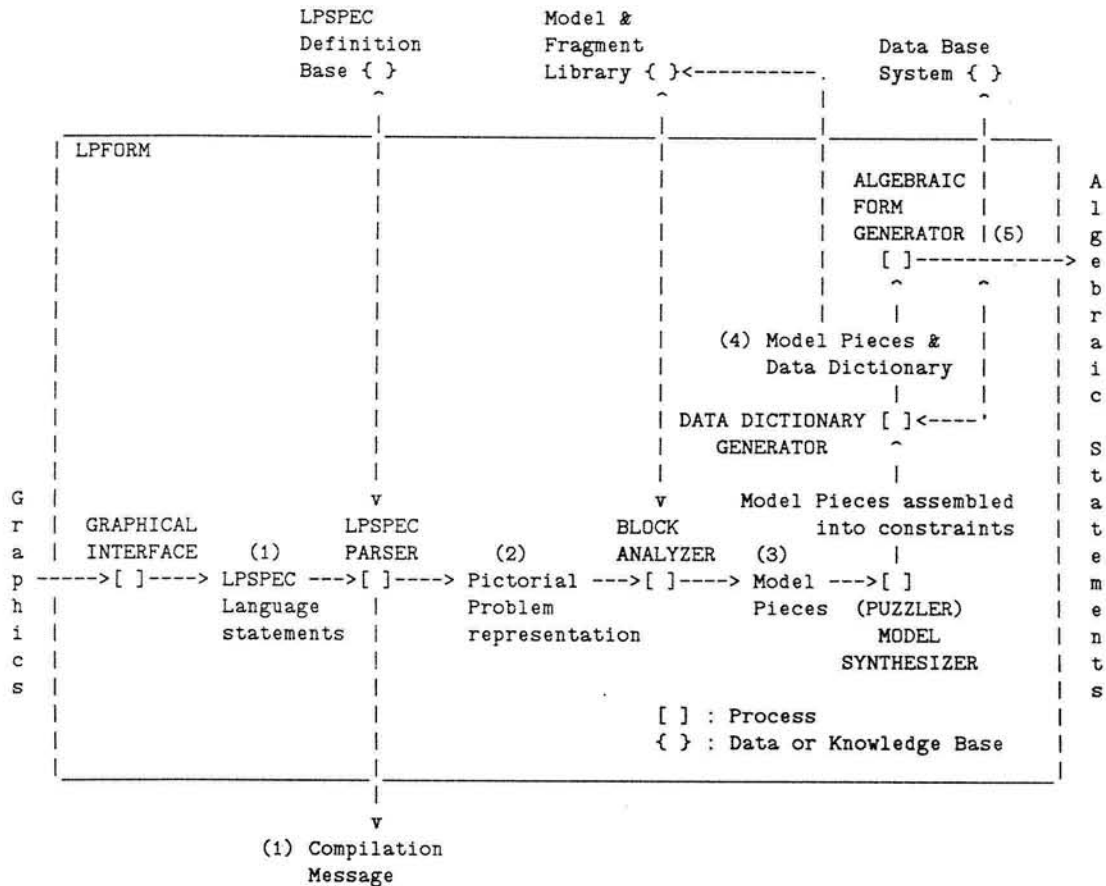 LPSPEC Definition Base { }
Model & Fragment Library { }<----------.
Data Base System { }
LPFORM
ALGEBRAIC FORM GENERATOR (5)
[ ]------------>
(4) Model Pieces & Data Dictionary
DATA DICTIONARY GENERATOR [ ]<----'
Model Pieces assembled into constraints
Graphics
GRAPHICAL INTERFACE
----->[ ]---->
(1)
LPSPEC Language statements
LPSPEC PARSER
--->[ ]---->
(2)
Pictorial Problem representation
BLOCK ANALYZER
--->[ ]---->
(3)
Model Pieces
--->[ ]
(PUZZLER) MODEL SYNTHESIZER
[ ] : Process
{ } : Data or Knowledge Base
Algebraic Statements
(1) Compilation Message